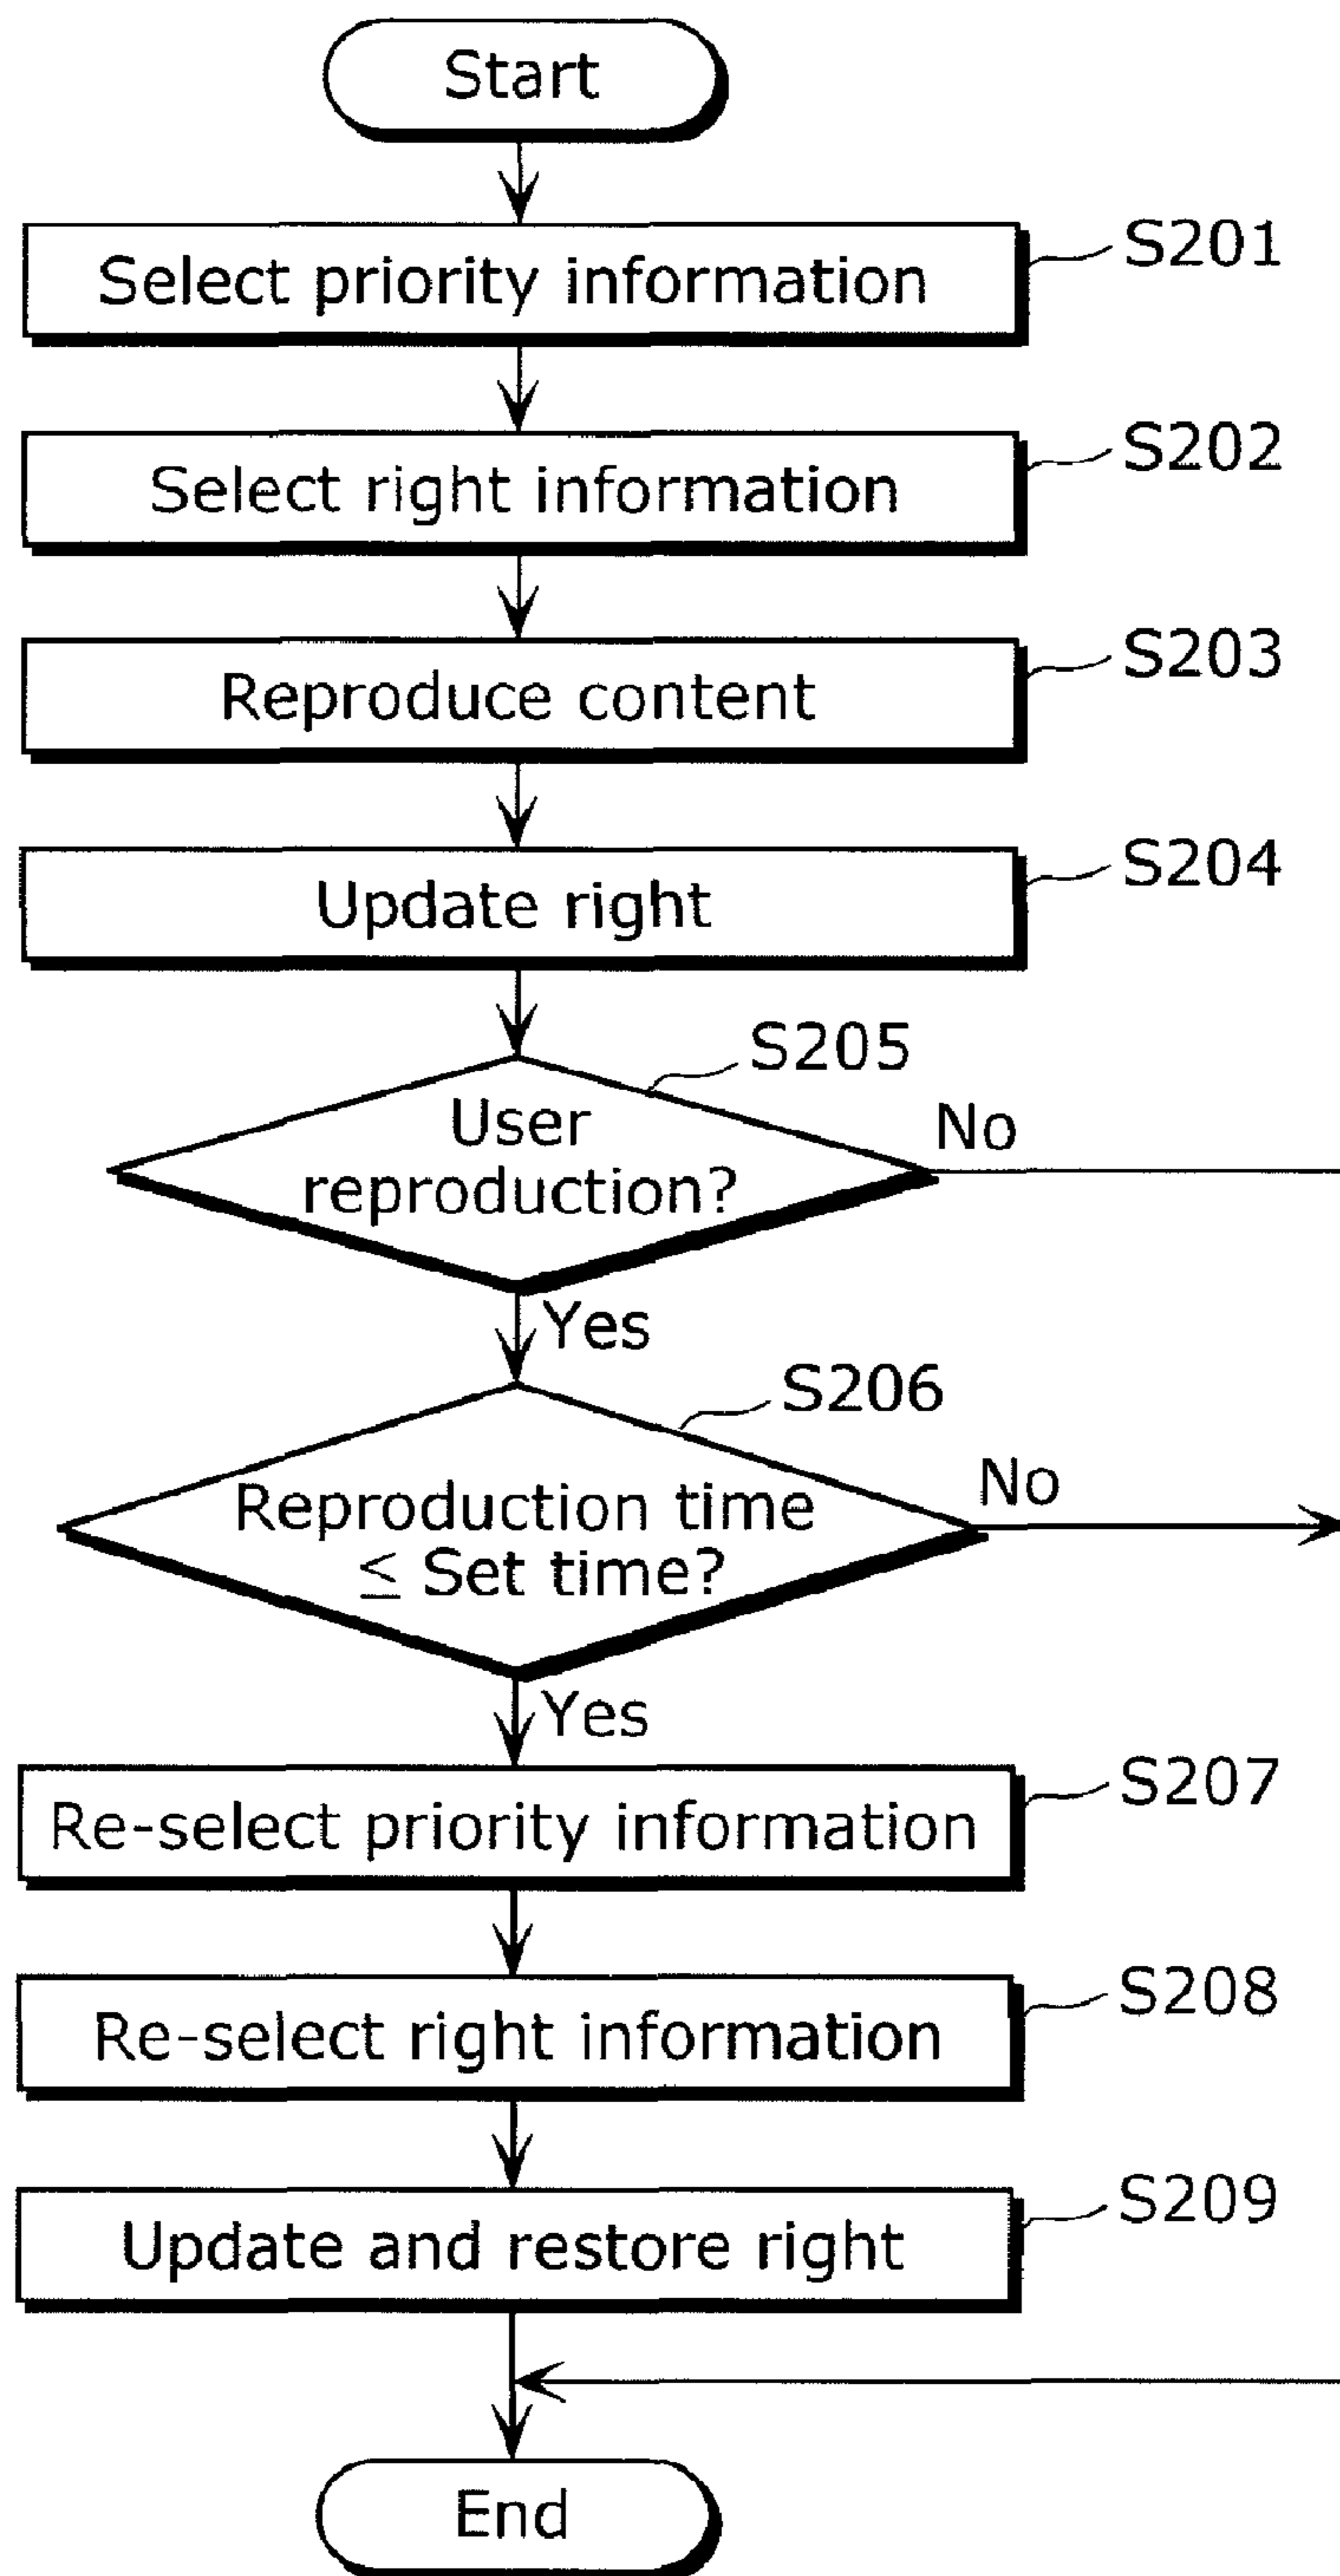 Start
Select priority information
S201
Select right information
S202
Reproduce content
S203
Update right
S204
S205
User
reproduction?
No
Yes
S206
Reproduction time
≤ Set time?
No
Yes
Re-select priority information
S207
Re-select right information
S208
Update and restore right
S209
End